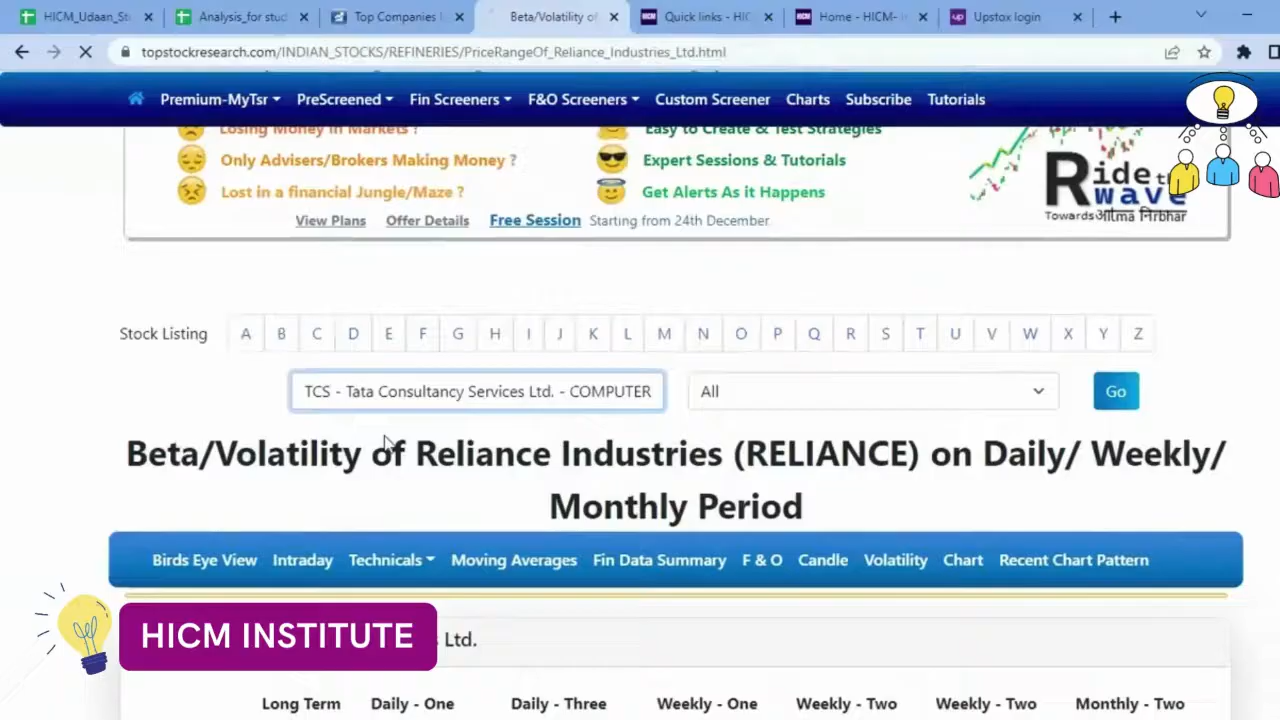 HICM_Udaan_St
Analysis_for stud
Top Companies I
Beta/Volatility of
Quick links - HIC
Home - HICM-
up
Upstox login
topstockresearch.com/INDIAN_STOCKS/REFINERIES/PriceRangeOf_Reliance_Industries_Ltd.html
Premium-MyTsr
PreScreened
Fin Screeners
F&O Screeners
Custom Screener
Charts
Subscribe
Tutorials
Losing Money in Markets ?
Easy to Create & Test Strategies
Only Advisers/Brokers Making Money ?
Expert Sessions & Tutorials
Lost in a financial Jungle/Maze ?
Get Alerts As it Happens
Ride the
wave
Towards आत्मा निर्भर
View Plans
Offer Details
Free Session
Starting from 24th December
Stock Listing
A B C D E F G H I J K L M N O P Q R S T U V W X Y Z
TCS - Tata Consultancy Services Ltd. - COMPUTER
All
Go
Beta/Volatility of Reliance Industries (RELIANCE) on Daily/ Weekly/
Monthly Period
Birds Eye View
Intraday
Technicals
Moving Averages
Fin Data Summary
F & O
Candle
Volatility
Chart
Recent Chart Pattern
HICM INSTITUTE
Ltd.
Long Term
Daily - One
Daily - Three
Weekly - One
Weekly - Two
Weekly - Two
Monthly - Two